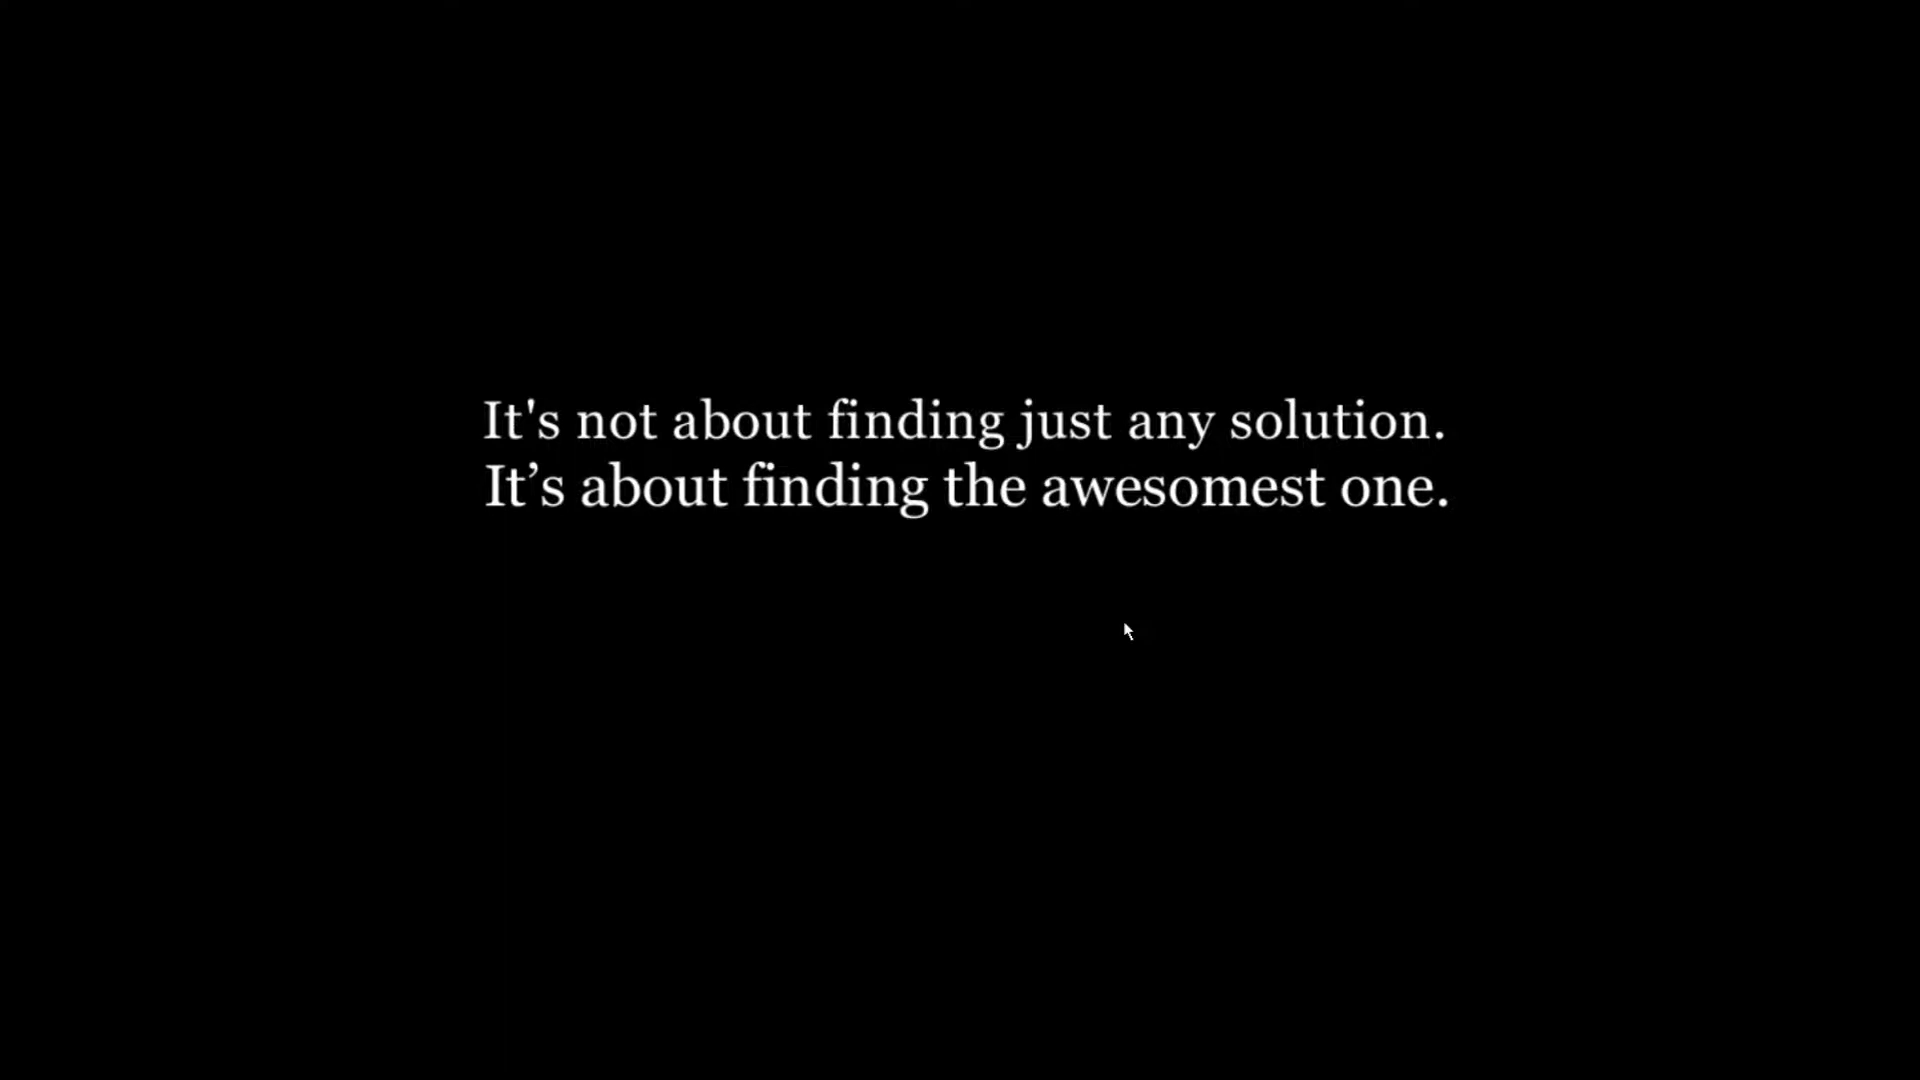 It's not about finding just any solution.
It’s about finding the awesomest one.